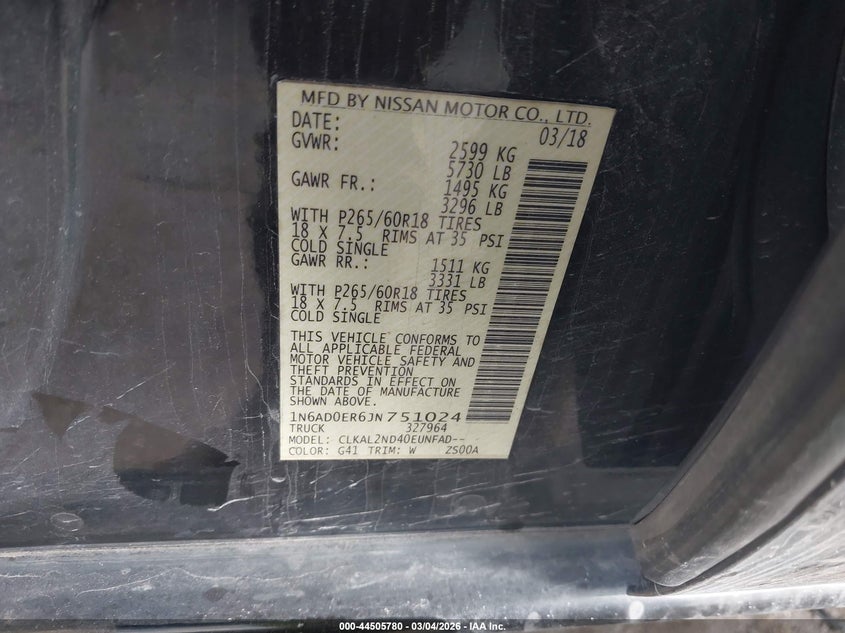 MFD BY NISSAN MOTOR CO., LTD.
DATE: 03/18
GVWR: 2599 KG
5730 LB
GAWR FR.: 1495 KG
3296 LB
WITH P265/60R18 TIRES
18 X 7.5 RIMS AT 35 PSI
COLD SINGLE
GAWR RR.: 1511 KG
3331 LB
WITH P265/60R18 TIRES
18 X 7.5 RIMS AT 35 PSI
COLD SINGLE
THIS VEHICLE CONFORMS TO
ALL APPLICABLE FEDERAL
MOTOR VEHICLE SAFETY AND
THEFT PREVENTION
STANDARDS IN EFFECT ON
THE DATE OF MANUFACTURE
SHOWN ABOVE.
1N6AD0ER6JN751024
TRUCK 327964
MODEL: CLKAL2ND40EUNFAD--
COLOR: G41 TRIM: W ZS00A
000-44505780 - 03/04/2026 - IAA Inc.